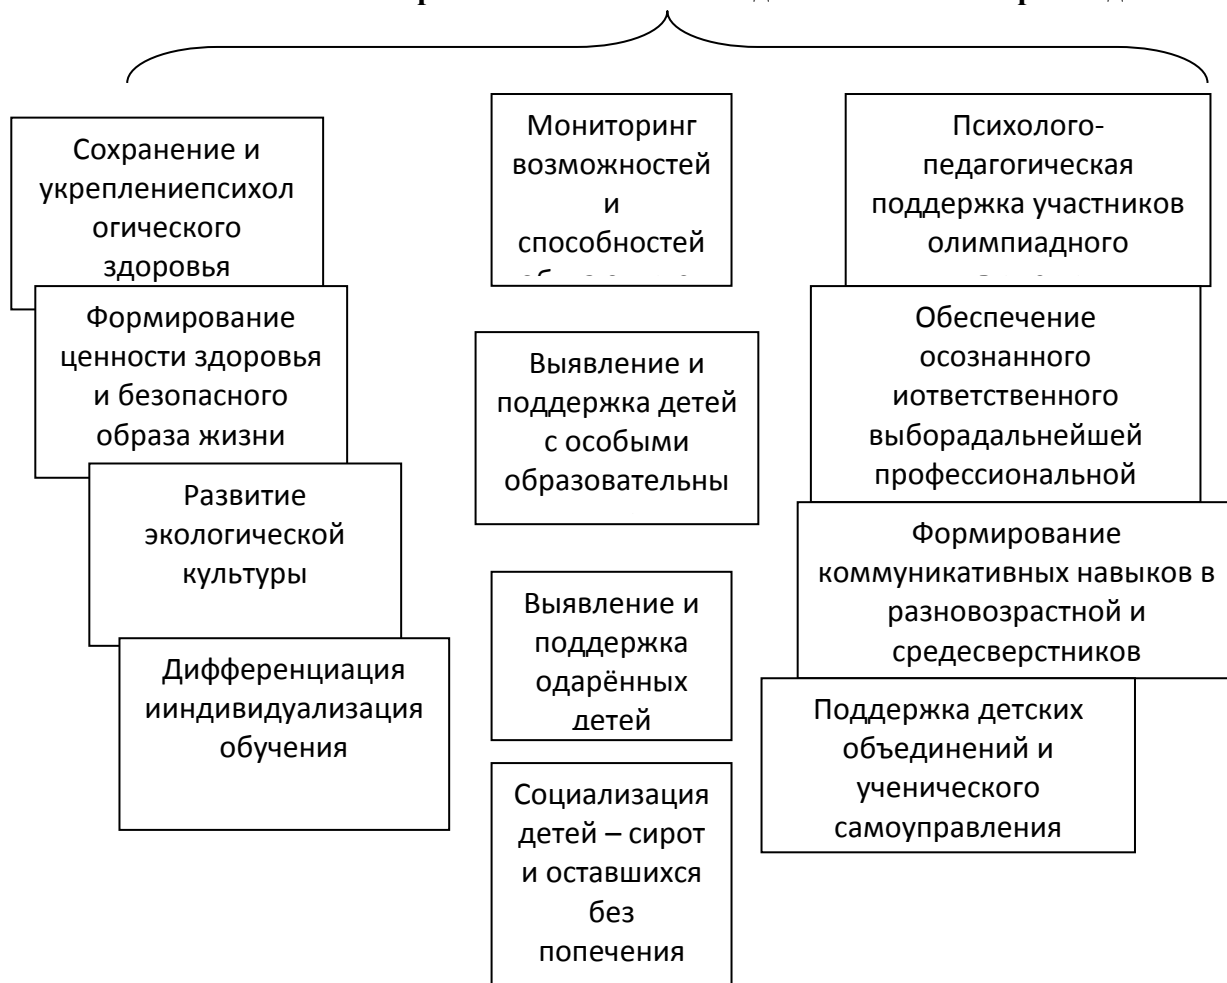 Сохранение и
укреплениепсихол
огического
здоровья
Формирование
ценности здоровья
и безопасного
образа жизни
Развитие
экологической
культуры
Дифференциация
ииндивидуализация
обучения
Мониторинг
возможностей
и
способностей
Выявление и
поддержка детей
с особыми
образовательны
Выявление и
поддержка
одарённых
детей
Социализация
детей – сирот
и оставшихся
без
попечения
Психолого-
педагогическая
поддержка участников
олимпиадного
Обеспечение
осознанного
иответственного
выборадальнейшей
профессиональной
Формирование
коммуникативных навыков в
разновозрастной и
средесверстников
Поддержка детских
объединений и
ученического
самоуправления